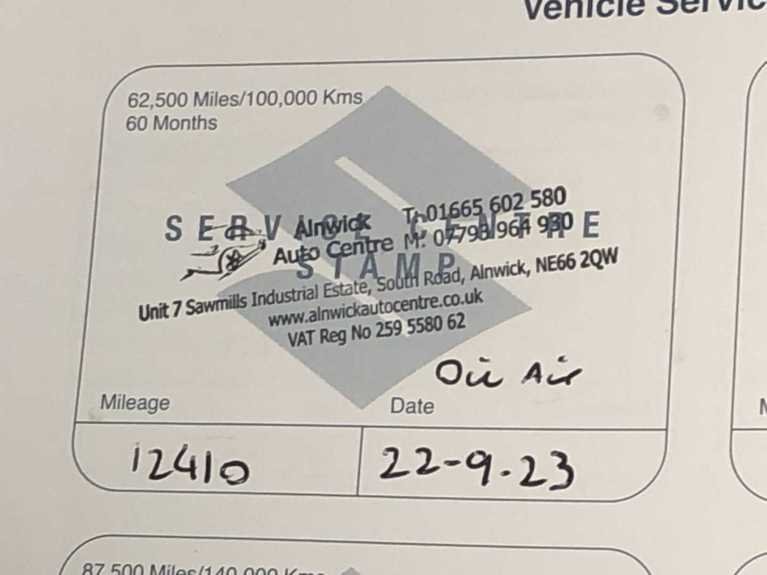 Vehicle Servic
62,500 Miles/100,000 Kms
60 Months
SERVICE CENTRE
STAMP
Alnwick
Auto Centre
T: 01665 602 580
M: 07793 964 930
Unit 7 Sawmills Industrial Estate, South Road, Alnwick, NE66 2QW
www.alnwickautocentre.co.uk
VAT Reg No 259 5580 62
Oil Air
Mileage
Date
12410
22-9-23
87,500 Miles/140,000 Kms